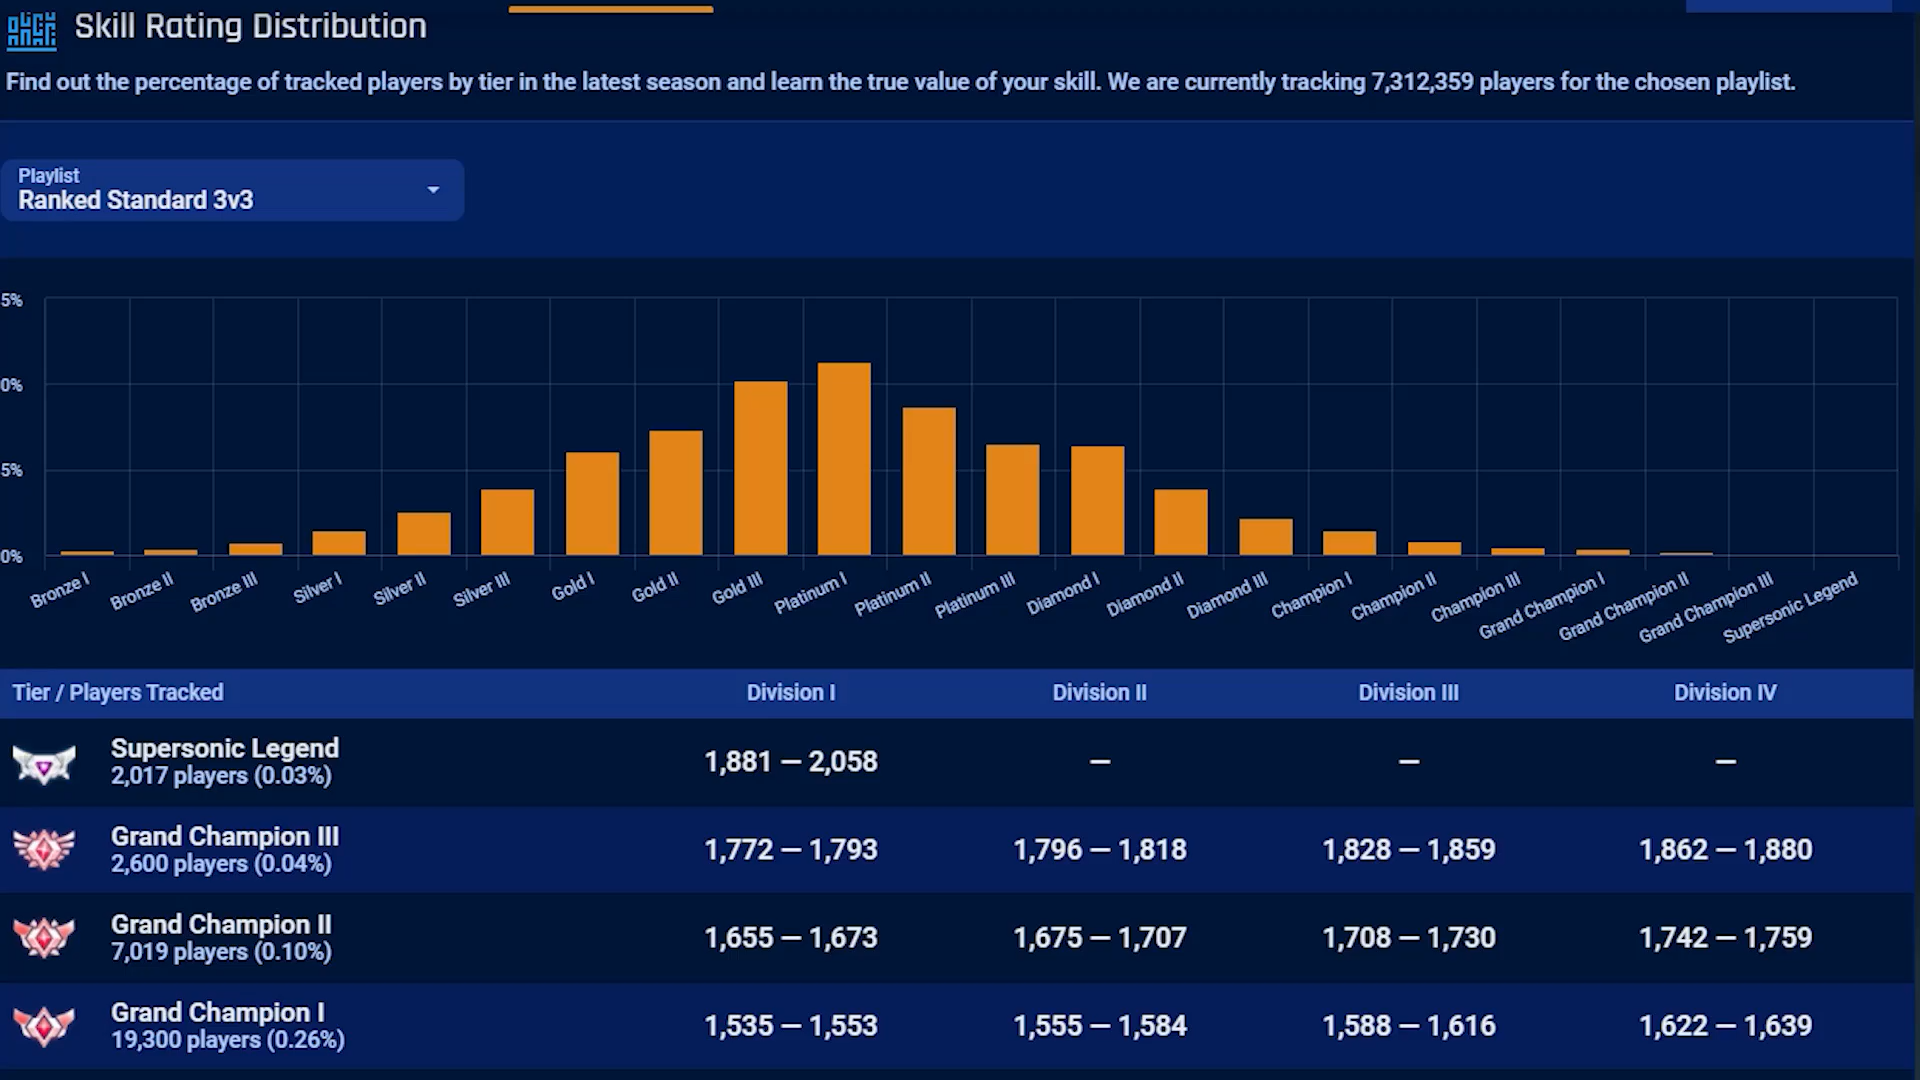 Skill Rating Distribution
Find out the percentage of tracked players by tier in the latest season and learn the true value of your skill. We are currently tracking 7,312,359 players for the chosen playlist.
Playlist
Ranked Standard 3v3
5%
0%
5%
0%
Bronze I
Bronze II
Bronze III
Silver I
Silver II
Silver III
Gold I
Gold II
Gold III
Platinum I
Platinum II
Platinum III
Diamond I
Diamond II
Diamond III
Champion I
Champion II
Champion III
Grand Champion I
Grand Champion II
Grand Champion III
Supersonic Legend
Tier / Players Tracked Division I Division II Division III Division IV
Supersonic Legend
2,017 players (0.03%)
1,881 — 2,058 — — —
Grand Champion III
2,600 players (0.04%)
1,772 — 1,793 1,796 — 1,818 1,828 — 1,859 1,862 — 1,880
Grand Champion II
7,019 players (0.10%)
1,655 — 1,673 1,675 — 1,707 1,708 — 1,730 1,742 — 1,759
Grand Champion I
19,300 players (0.26%)
1,535 — 1,553 1,555 — 1,584 1,588 — 1,616 1,622 — 1,639